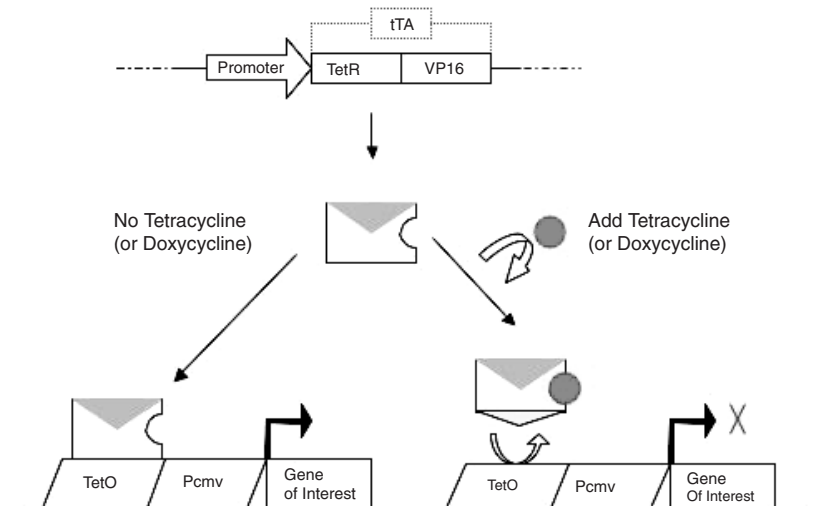 tTA
Promoter
TetR
VP16
No Tetracycline
(or Doxycycline)
Add Tetracycline
(or Doxycycline)
X
TetO
Pcmv
Gene
of Interest
TetO
Pcmv
Gene
Of Interest